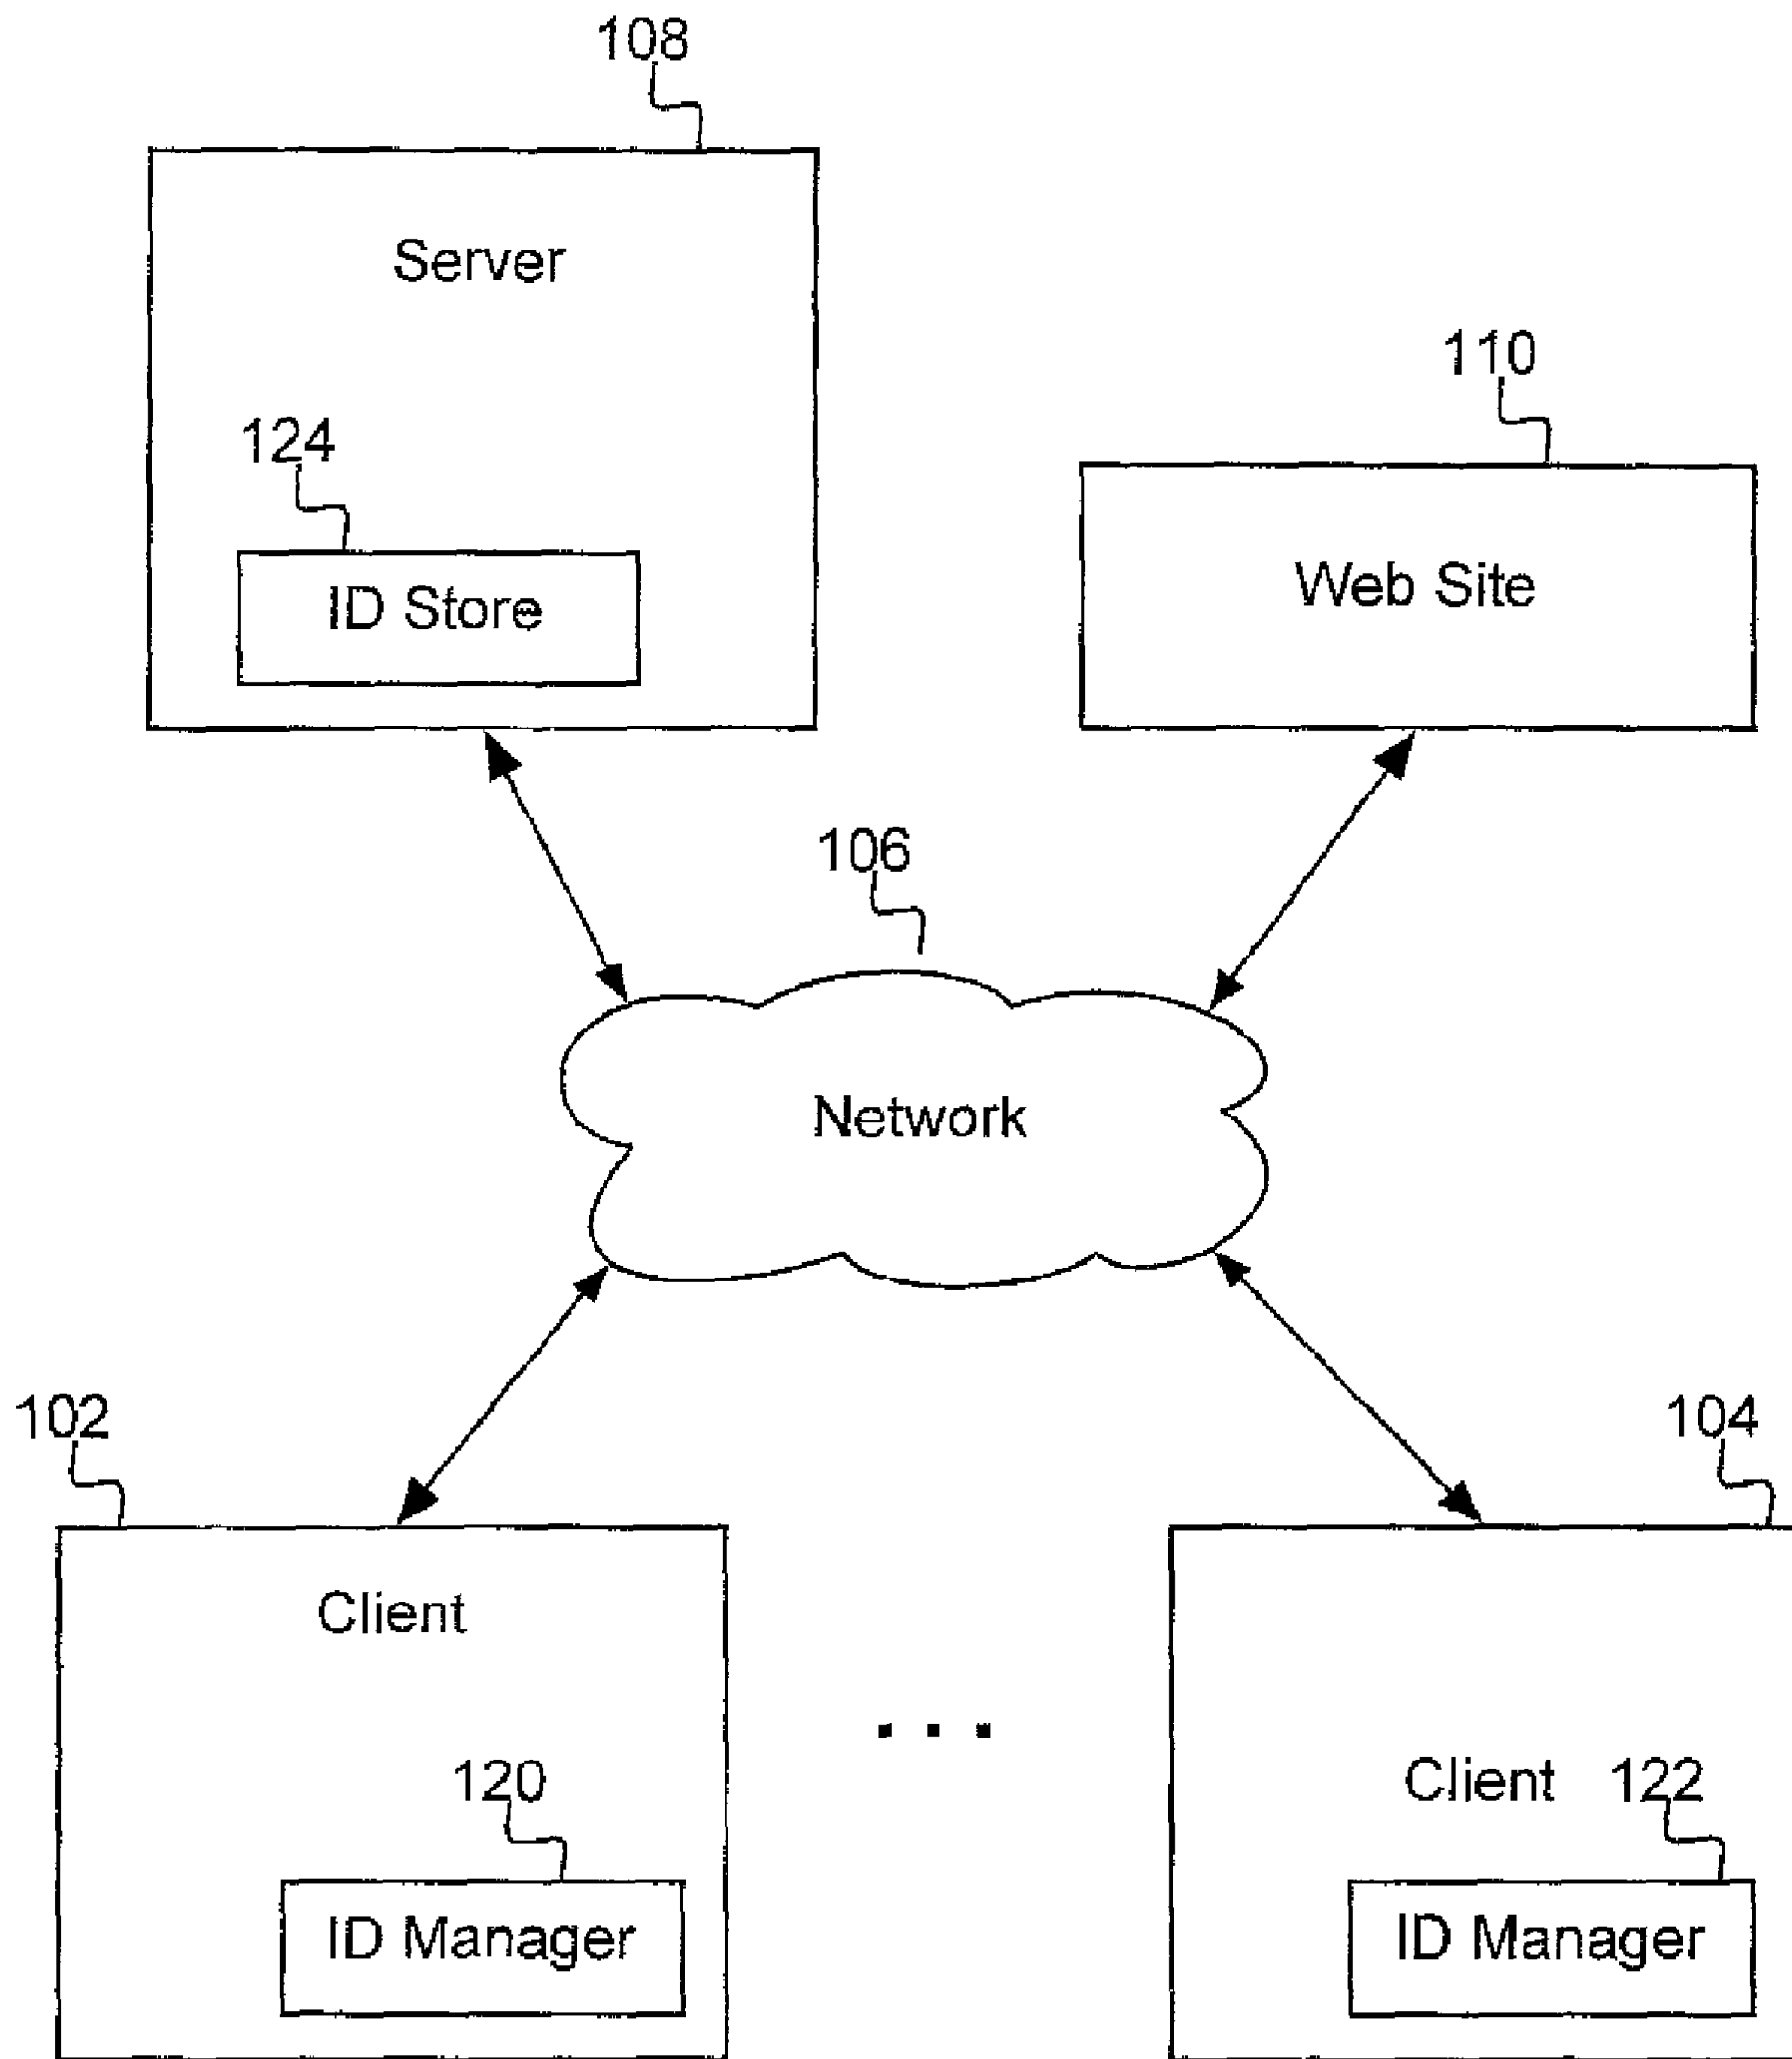 108
Server
110
124
ID Store
Web Site
106
Network
102
104
Client
120
Client 122
ID Manager
ID Manager